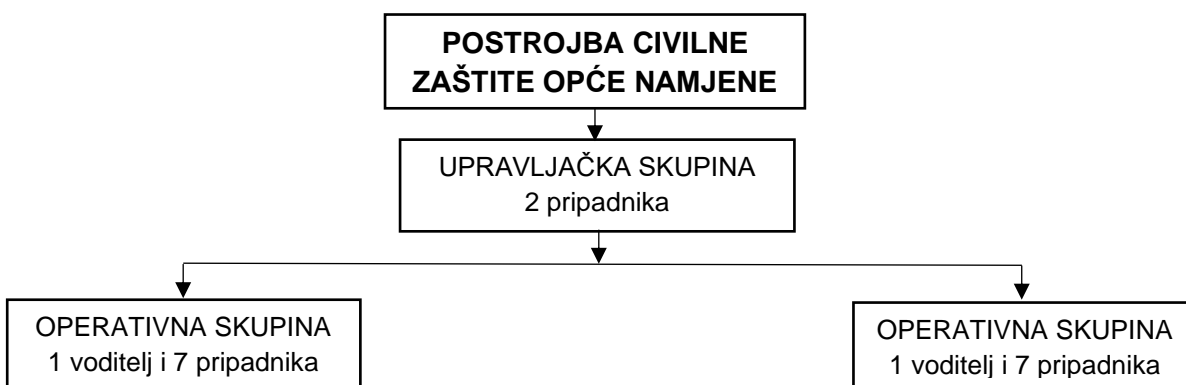 POSTROJBA CIVILNE
ZAŠTITE OPĆE NAMJENE
UPRAVLJAČKA SKUPINA
2 pripadnika
OPERATIVNA SKUPINA
1 voditelj i 7 pripadnika
OPERATIVNA SKUPINA
1 voditelj i 7 pripadnika